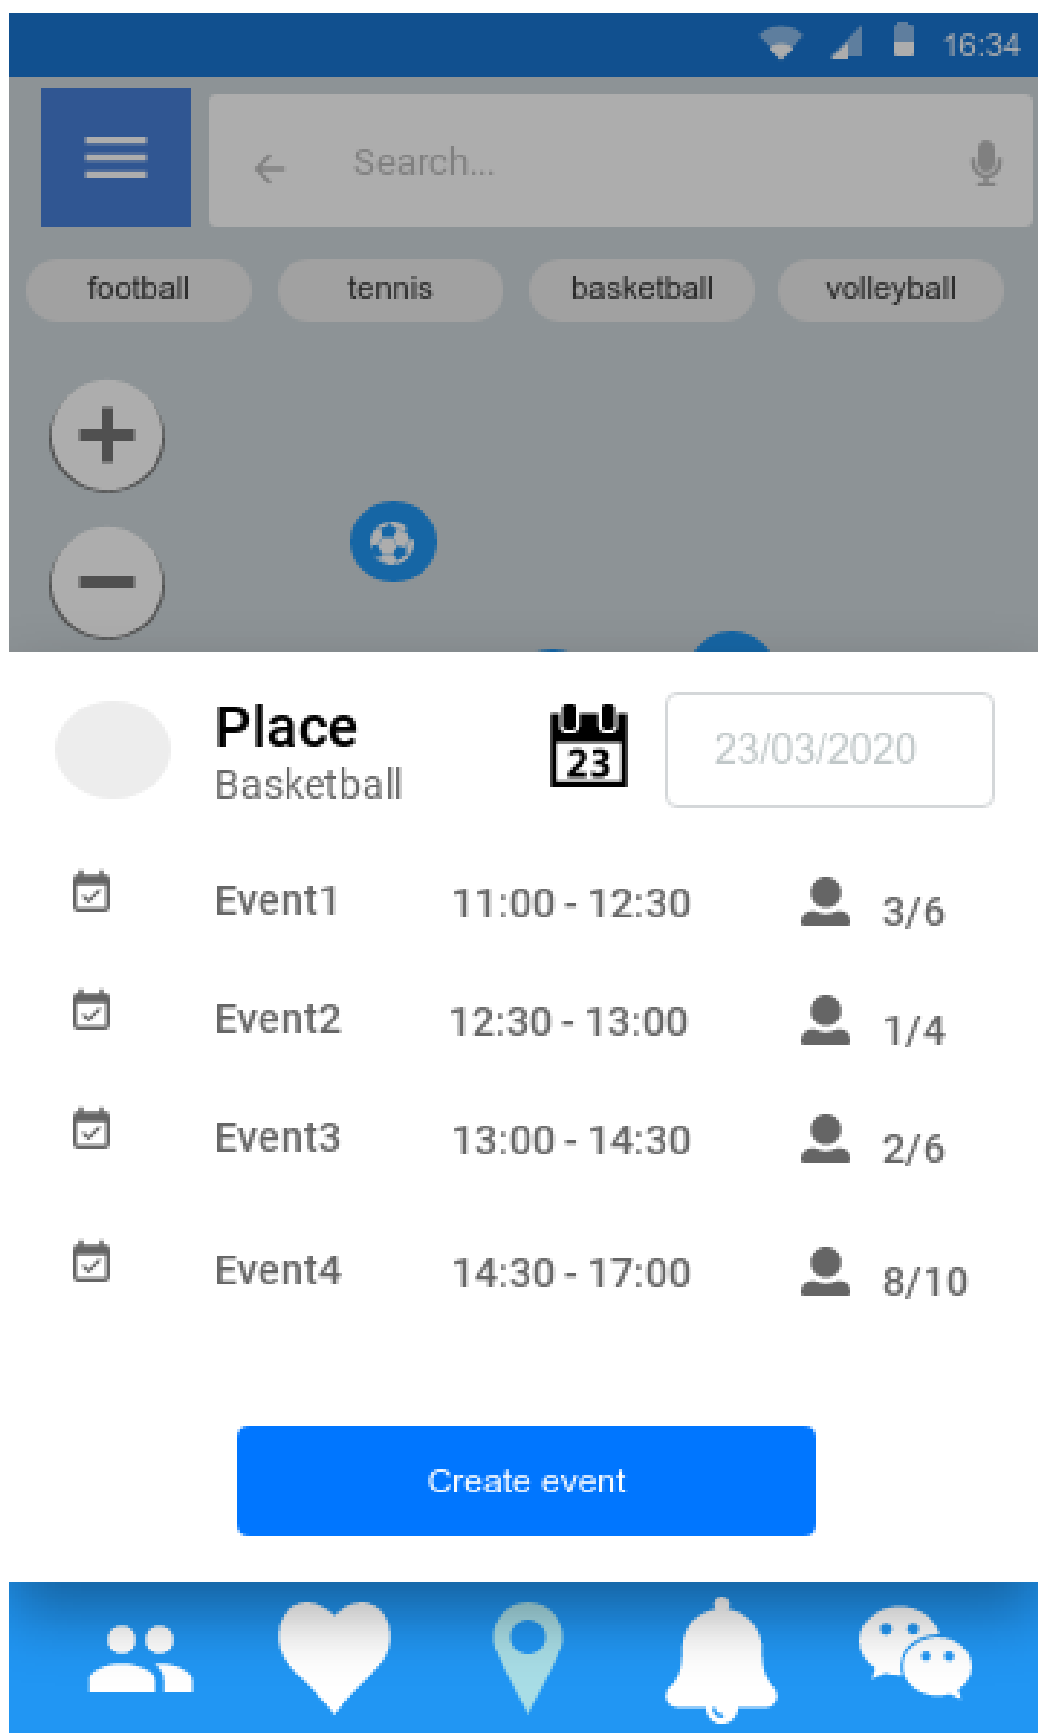 16:34
Search...
football tennis basketball volleyball
Place
Basketball
23
23/03/2020
Event1 11:00 - 12:30 3/6
Event2 12:30 - 13:00 1/4
Event3 13:00 - 14:30 2/6
Event4 14:30 - 17:00 8/10
Create event